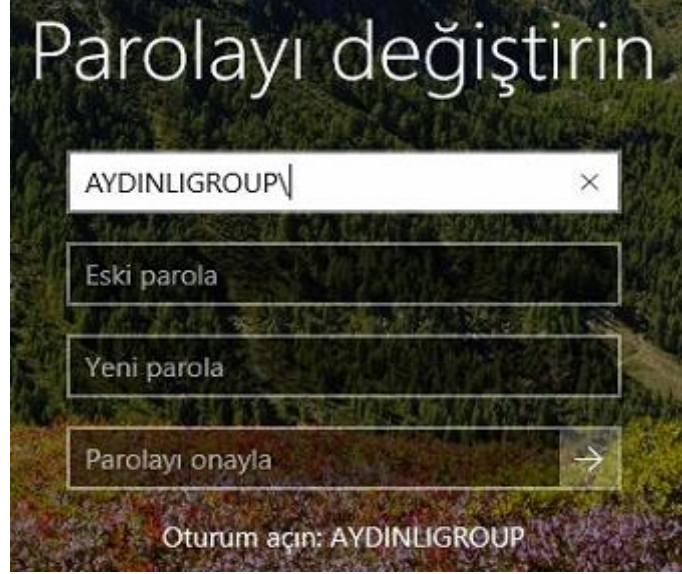 Parolayı değiştirin
AYDINLIGROUP\
Eski parola
Yeni parola
Parolayı onayla
Oturum açın: AYDINLIGROUP